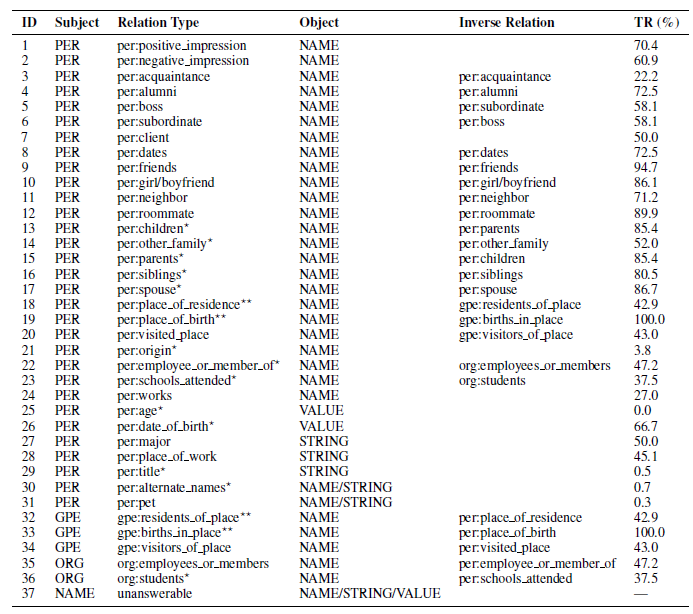 ID Subject Relation Type Object Inverse Relation TR (%)
1 PER per:positive_impression NAME 70.4
2 PER per:negative_impression NAME 60.9
3 PER per:acquaintance NAME per:acquaintance 22.2
4 PER per:alumni NAME per:alumni 72.5
5 PER per:boss NAME per:subordinate 58.1
6 PER per:subordinate NAME per:boss 58.1
7 PER per:client NAME 50.0
8 PER per:dates NAME per:dates 72.5
9 PER per:friends NAME per:friends 94.7
10 PER per:girl/boyfriend NAME per:girl/boyfriend 86.1
11 PER per:neighbor NAME per:neighbor 71.2
12 PER per:roommate NAME per:roommate 89.9
13 PER per:children* NAME per:parents 85.4
14 PER per:other_family* NAME per:other_family 52.0
15 PER per:parents* NAME per:children 85.4
16 PER per:siblings* NAME per:siblings 80.5
17 PER per:spouse* NAME per:spouse 86.7
18 PER per:place_of_residence** NAME gpe:residents_of_place 42.9
19 PER per:place_of_birth** NAME gpe:births_in_place 100.0
20 PER per:visited_place NAME gpe:visitors_of_place 43.0
21 PER per:origin* NAME 3.8
22 PER per:employee_or_member_of* NAME org:employees_or_members 47.2
23 PER per:schools_attended* NAME org:students 37.5
24 PER per:works NAME 27.0
25 PER per:age* VALUE 0.0
26 PER per:date_of_birth* VALUE 66.7
27 PER per:major STRING 50.0
28 PER per:place_of_work STRING 45.1
29 PER per:title* STRING 0.5
30 PER per:alternate_names* NAME/STRING 0.7
31 PER per:pet NAME/STRING 0.3
32 GPE gpe:residents_of_place** NAME per:place_of_residence 42.9
33 GPE gpe:births_in_place** NAME per:place_of_birth 100.0
34 GPE gpe:visitors_of_place NAME per:visited_place 43.0
35 ORG org:employees_or_members NAME per:employee_or_member_of 47.2
36 ORG org:students* NAME per:schools_attended 37.5
37 NAME unanswerable NAME/STRING/VALUE —